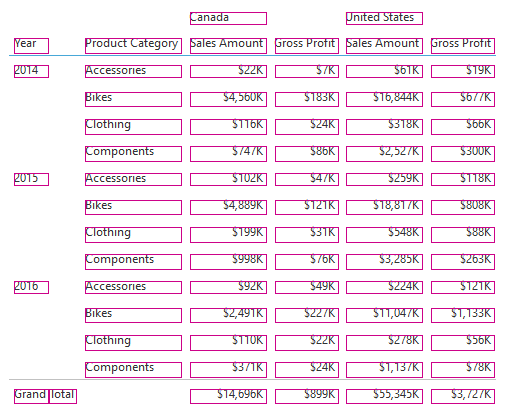 Canada United States
Year Product Category Sales Amount Gross Profit Sales Amount Gross Profit
2014 Accessories $22K $7K $61K $19K
Bikes $4,560K $183K $16,844K $677K
Clothing $116K $24K $318K $66K
Components $747K $86K $2,527K $300K
2015 Accessories $102K $47K $259K $118K
Bikes $4,889K $121K $18,817K $808K
Clothing $199K $31K $548K $88K
Components $998K $76K $3,285K $263K
2016 Accessories $92K $49K $224K $121K
Bikes $2,491K $227K $11,047K $1,133K
Clothing $110K $22K $278K $56K
Components $371K $24K $1,137K $78K
Grand Total $14,696K $899K $55,345K $3,727K